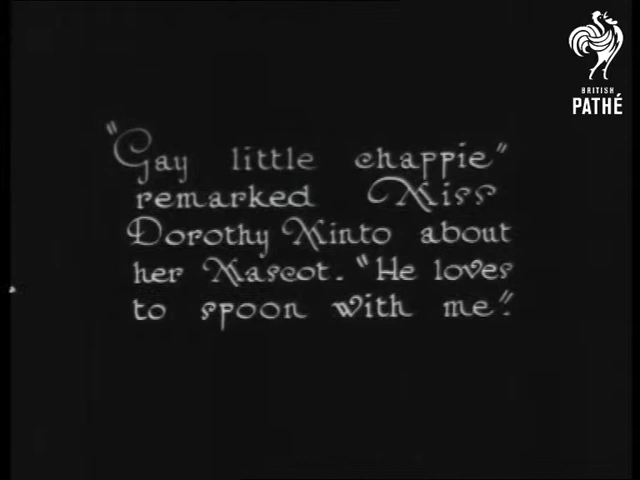 BRITISH
PATHÉ
"Gay little chappie"
remarked Miss
Dorothy Minto about
her Mascot. "He loves
to spoon with me".